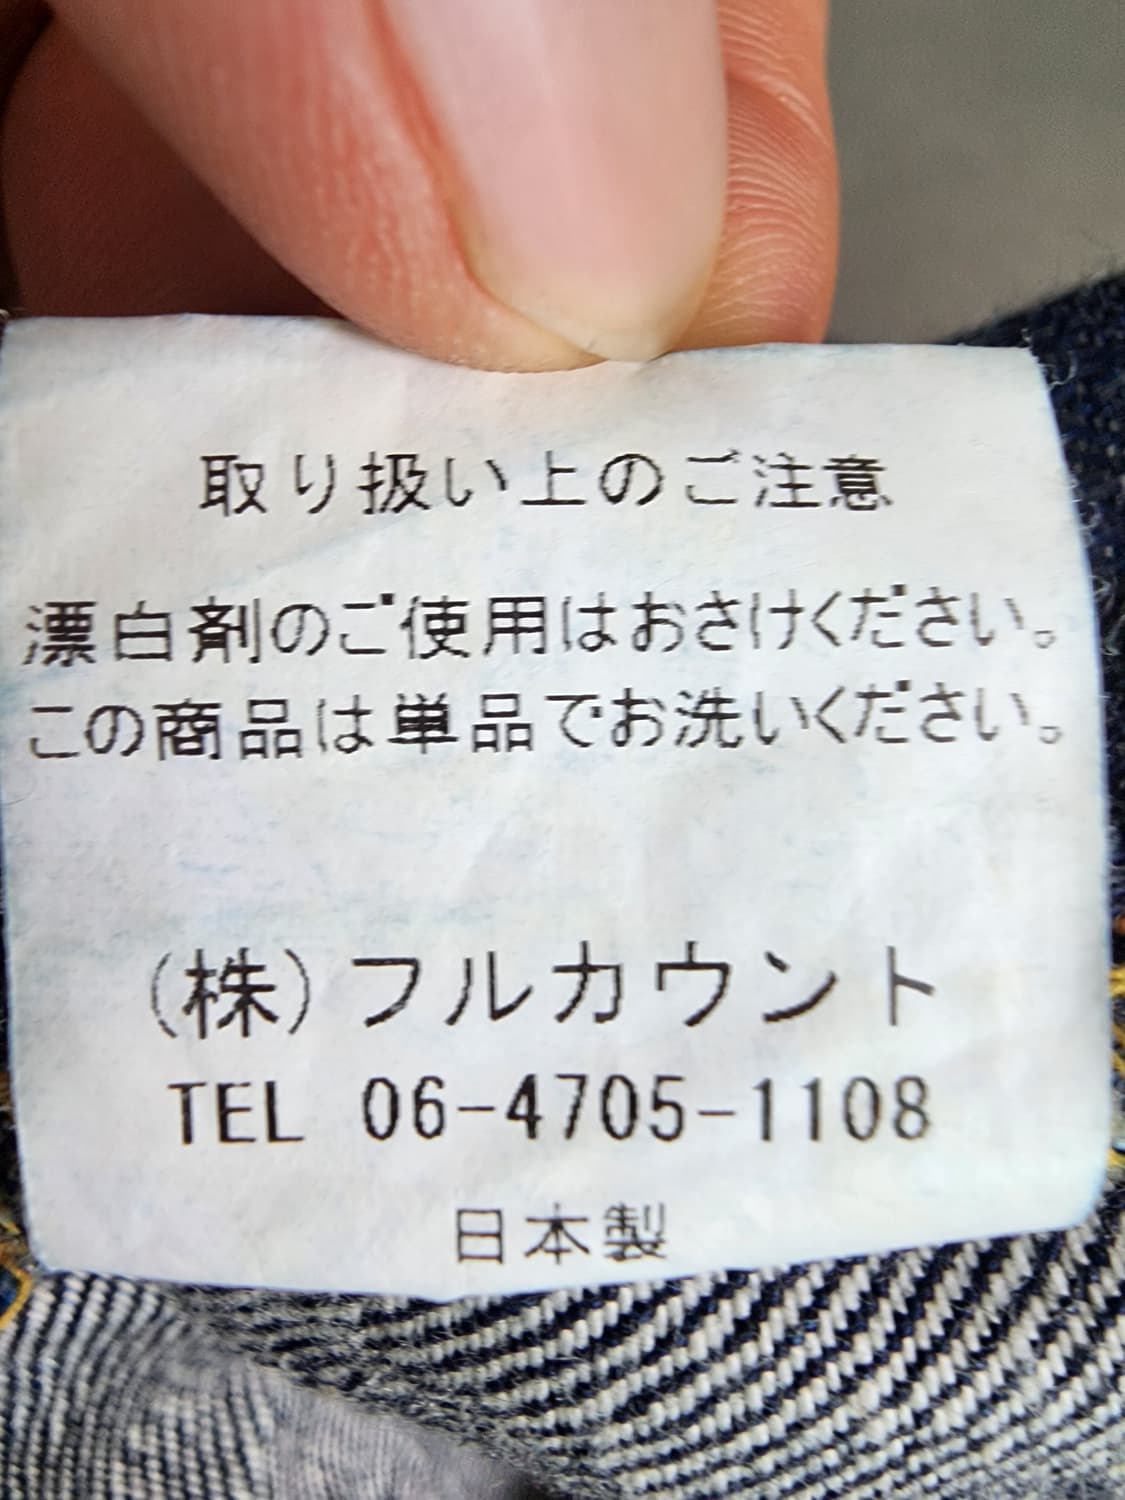 取り扱い上のご注意
漂白剤のご使用はおさけください。
この商品は単品でお洗いください。
(株)フルカウント
TEL 06-4705-1108
日本製